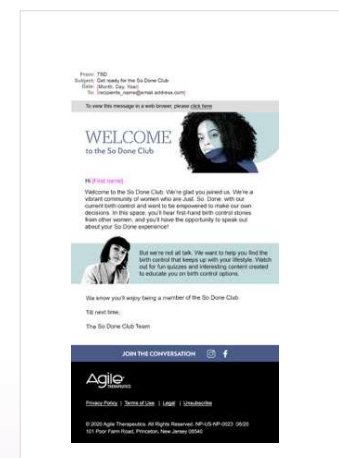 From: TBD
Subject: Get ready for the So Done Club
Date: (Month, Day, Year)
To: [recipients_name@email address.com]
To view this message in a web browser, please click here
WELCOME
to the So Done Club
Hi [First name]
Welcome to the So Done Club. We're glad you joined us. We're a
vibrant community of women who are Just. So. Done. with our
current birth control and want to be empowered to make our own
decisions. In this space, you'll hear first-hand birth control stories
from other women, and you'll have the opportunity to speak out
about your So Done experience!
But we're not all talk. We want to help you find the
birth control that keeps up with your lifestyle. Watch
out for fun quizzes and interesting content created
to educate you on birth control options.
We know you'll enjoy being a member of the So Done Club.
Till next time,
The So Done Club Team
JOIN THE CONVERSATION
Agile
THERAPEUTICS
Privacy Policy | Terms of Use | Legal | Unsubscribe
© 2020 Agile Therapeutics. All Rights Reserved. NP-US-NP-0023 08/20
101 Poor Farm Road, Princeton, New Jersey 08540